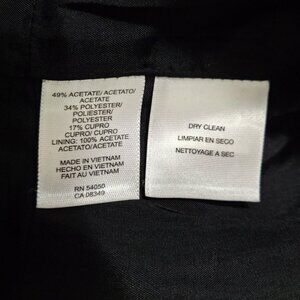 49% ACETATE/ ACETATO/
ACETATE
34% POLYESTER/
POLIESTER/
POLYESTER
17% CUPRO
CUPRO/ CUPRO
LINING: 100% ACETATE
ACETATO/ACETATE
MADE IN VIETNAM
HECHO EN VIETNAM
FAIT AU VIETNAM
RN 54050
CA 08349
DRY CLEAN
LIMPIAR EN SECO
NETTOYAGE A SEC